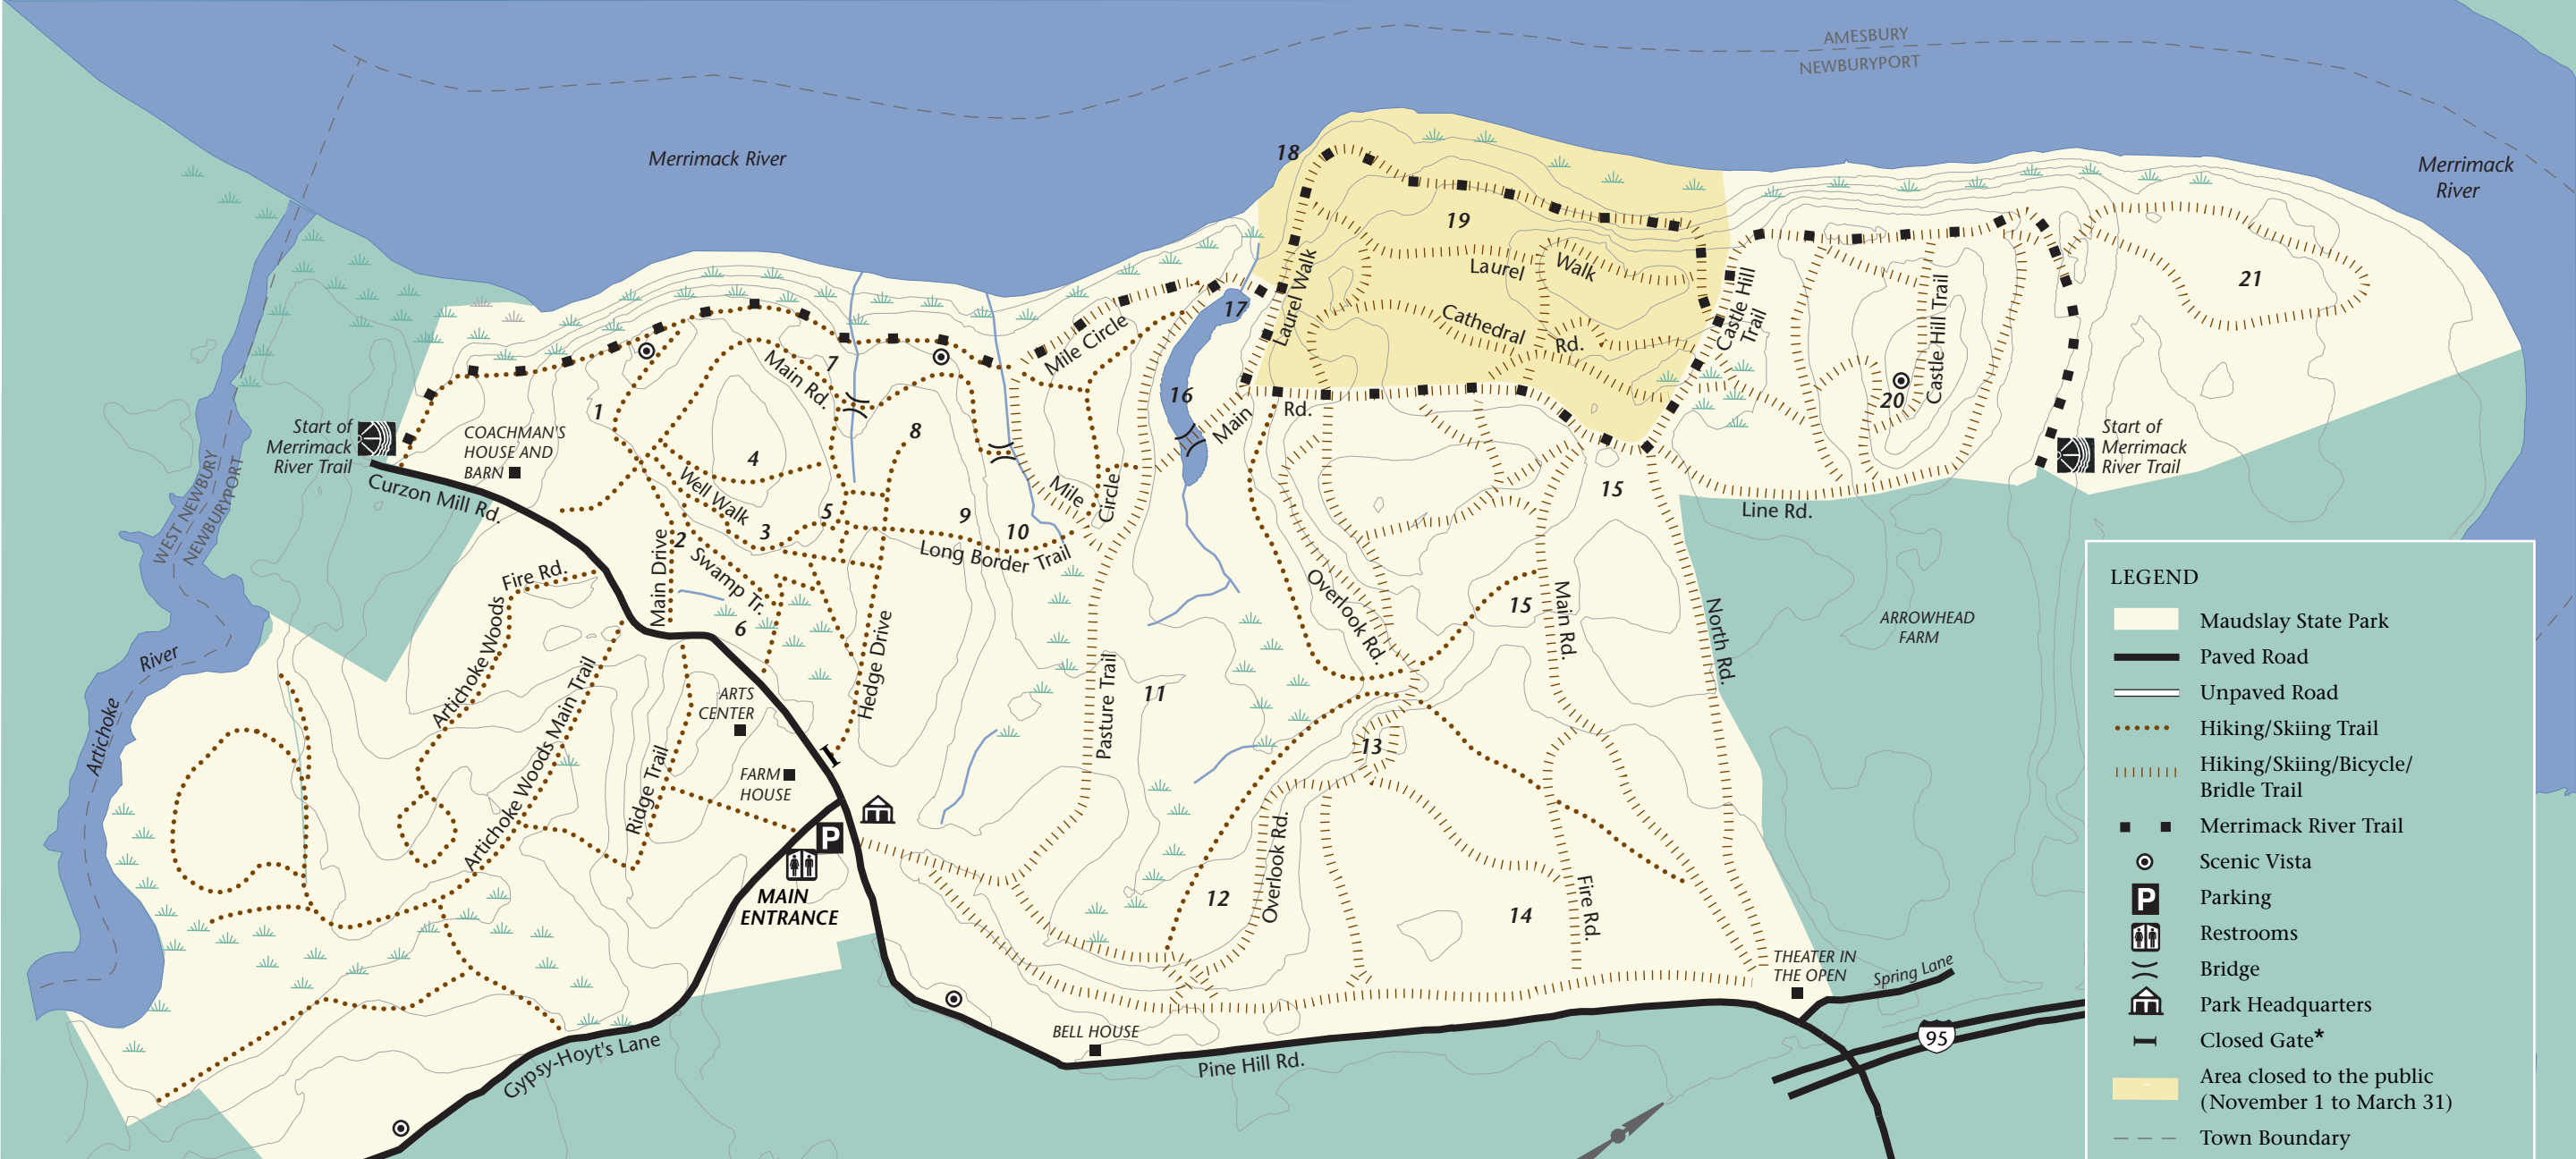 AMESBURY
NEWBURYPORT
Merrimack River
Merrimack
River
18
19
17
16
Laurel Walk
Laurel Walk
Cathedral Rd.
Castle Hill
Trail
Castle Hill Trail
20
21
Mile Circle
Mile Circle
Main Rd.
Main Rd.
7
1
8
4
Start of
Merrimack
River Trail
COACHMAN'S
HOUSE AND
BARN
Curzon Mill Rd.
WEST NEWBURY
NEWBURYPORT
Well Walk
5
3
2
9
10
Long Border Trail
Swamp Tr.
Main Drive
6
Fire Rd.
Artichoke Woods
Artichoke Woods Main Trail
Artichoke River
Ridge Trail
ARTS
CENTER
FARM
HOUSE
Hedge Drive
Pasture Trail
11
P
MAIN
ENTRANCE
Overlook Rd.
13
12
Overlook Rd.
15
15
Main Rd.
North Rd.
Line Rd.
Start of
Merrimack
River Trail
ARROWHEAD
FARM
14
Fire Rd.
THEATER IN
THE OPEN
Spring Lane
95
BELL HOUSE
Pine Hill Rd.
Gypsy-Hoyt's Lane
LEGEND
Maudslay State Park
Paved Road
Unpaved Road
Hiking/Skiing Trail
Hiking/Skiing/Bicycle/
Bridle Trail
Merrimack River Trail
Scenic Vista
P Parking
Restrooms
Bridge
Park Headquarters
Closed Gate*
Area closed to the public
(November 1 to March 31)
Town Boundary